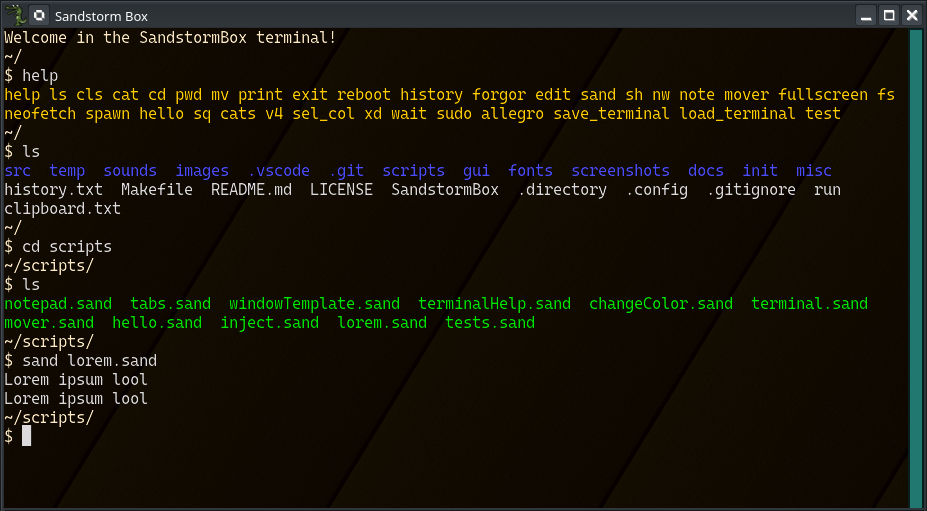 Sandstorm Box
Welcome in the SandstormBox terminal!
~/
$ help
help ls cls cat cd pwd mv print exit reboot history forgor edit sand sh nw note mover fullscreen fs
neofetch spawn hello sq cats v4 sel_col xd wait sudo allegro save_terminal load_terminal test
~/
$ ls
src  temp  sounds  images  .vscode  .git  scripts  gui  fonts  screenshots  docs  init  misc
history.txt  Makefile  README.md  LICENSE  SandstormBox  .directory  .config  .gitignore  run
clipboard.txt
~/
$ cd scripts
~/scripts/
$ ls
notepad.sand  tabs.sand  windowTemplate.sand  terminalHelp.sand  changeColor.sand  terminal.sand
mover.sand  hello.sand  inject.sand  lorem.sand  tests.sand
~/scripts/
$ sand lorem.sand
Lorem ipsum lool
Lorem ipsum lool
~/scripts/
$